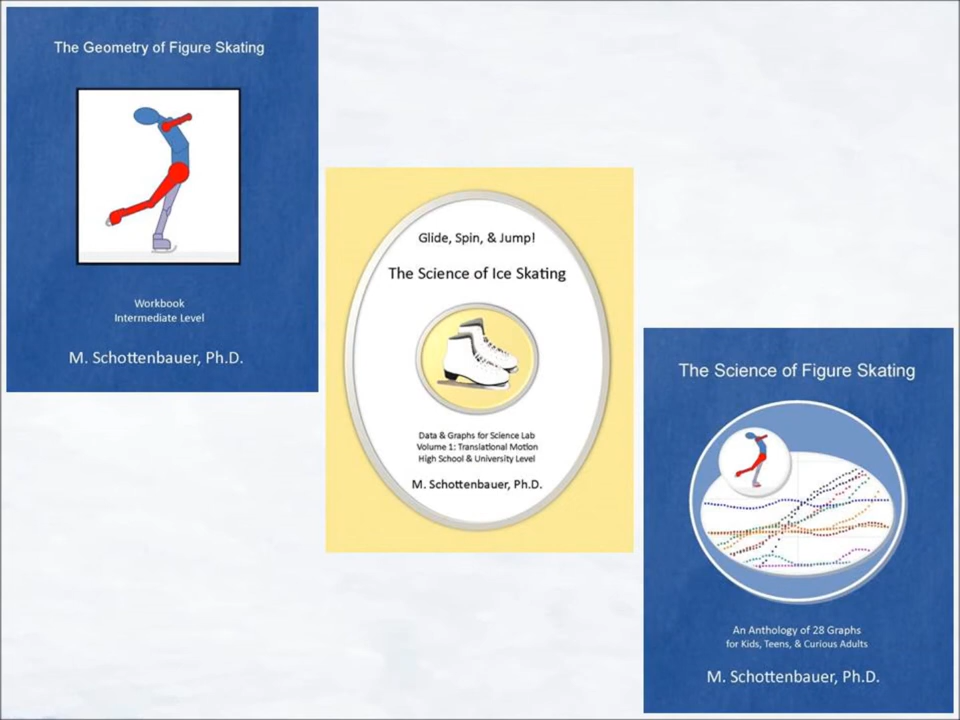 The Geometry of Figure Skating
Workbook
Intermediate Level
M. Schottenbauer, Ph.D.
Glide, Spin, & Jump!
The Science of Ice Skating
Data & Graphs for Science Lab
Volume 1: Translational Motion
High School & University Level
M. Schottenbauer, Ph.D.
The Science of Figure Skating
An Anthology of 28 Graphs
for Kids, Teens, & Curious Adults
M. Schottenbauer, Ph.D.